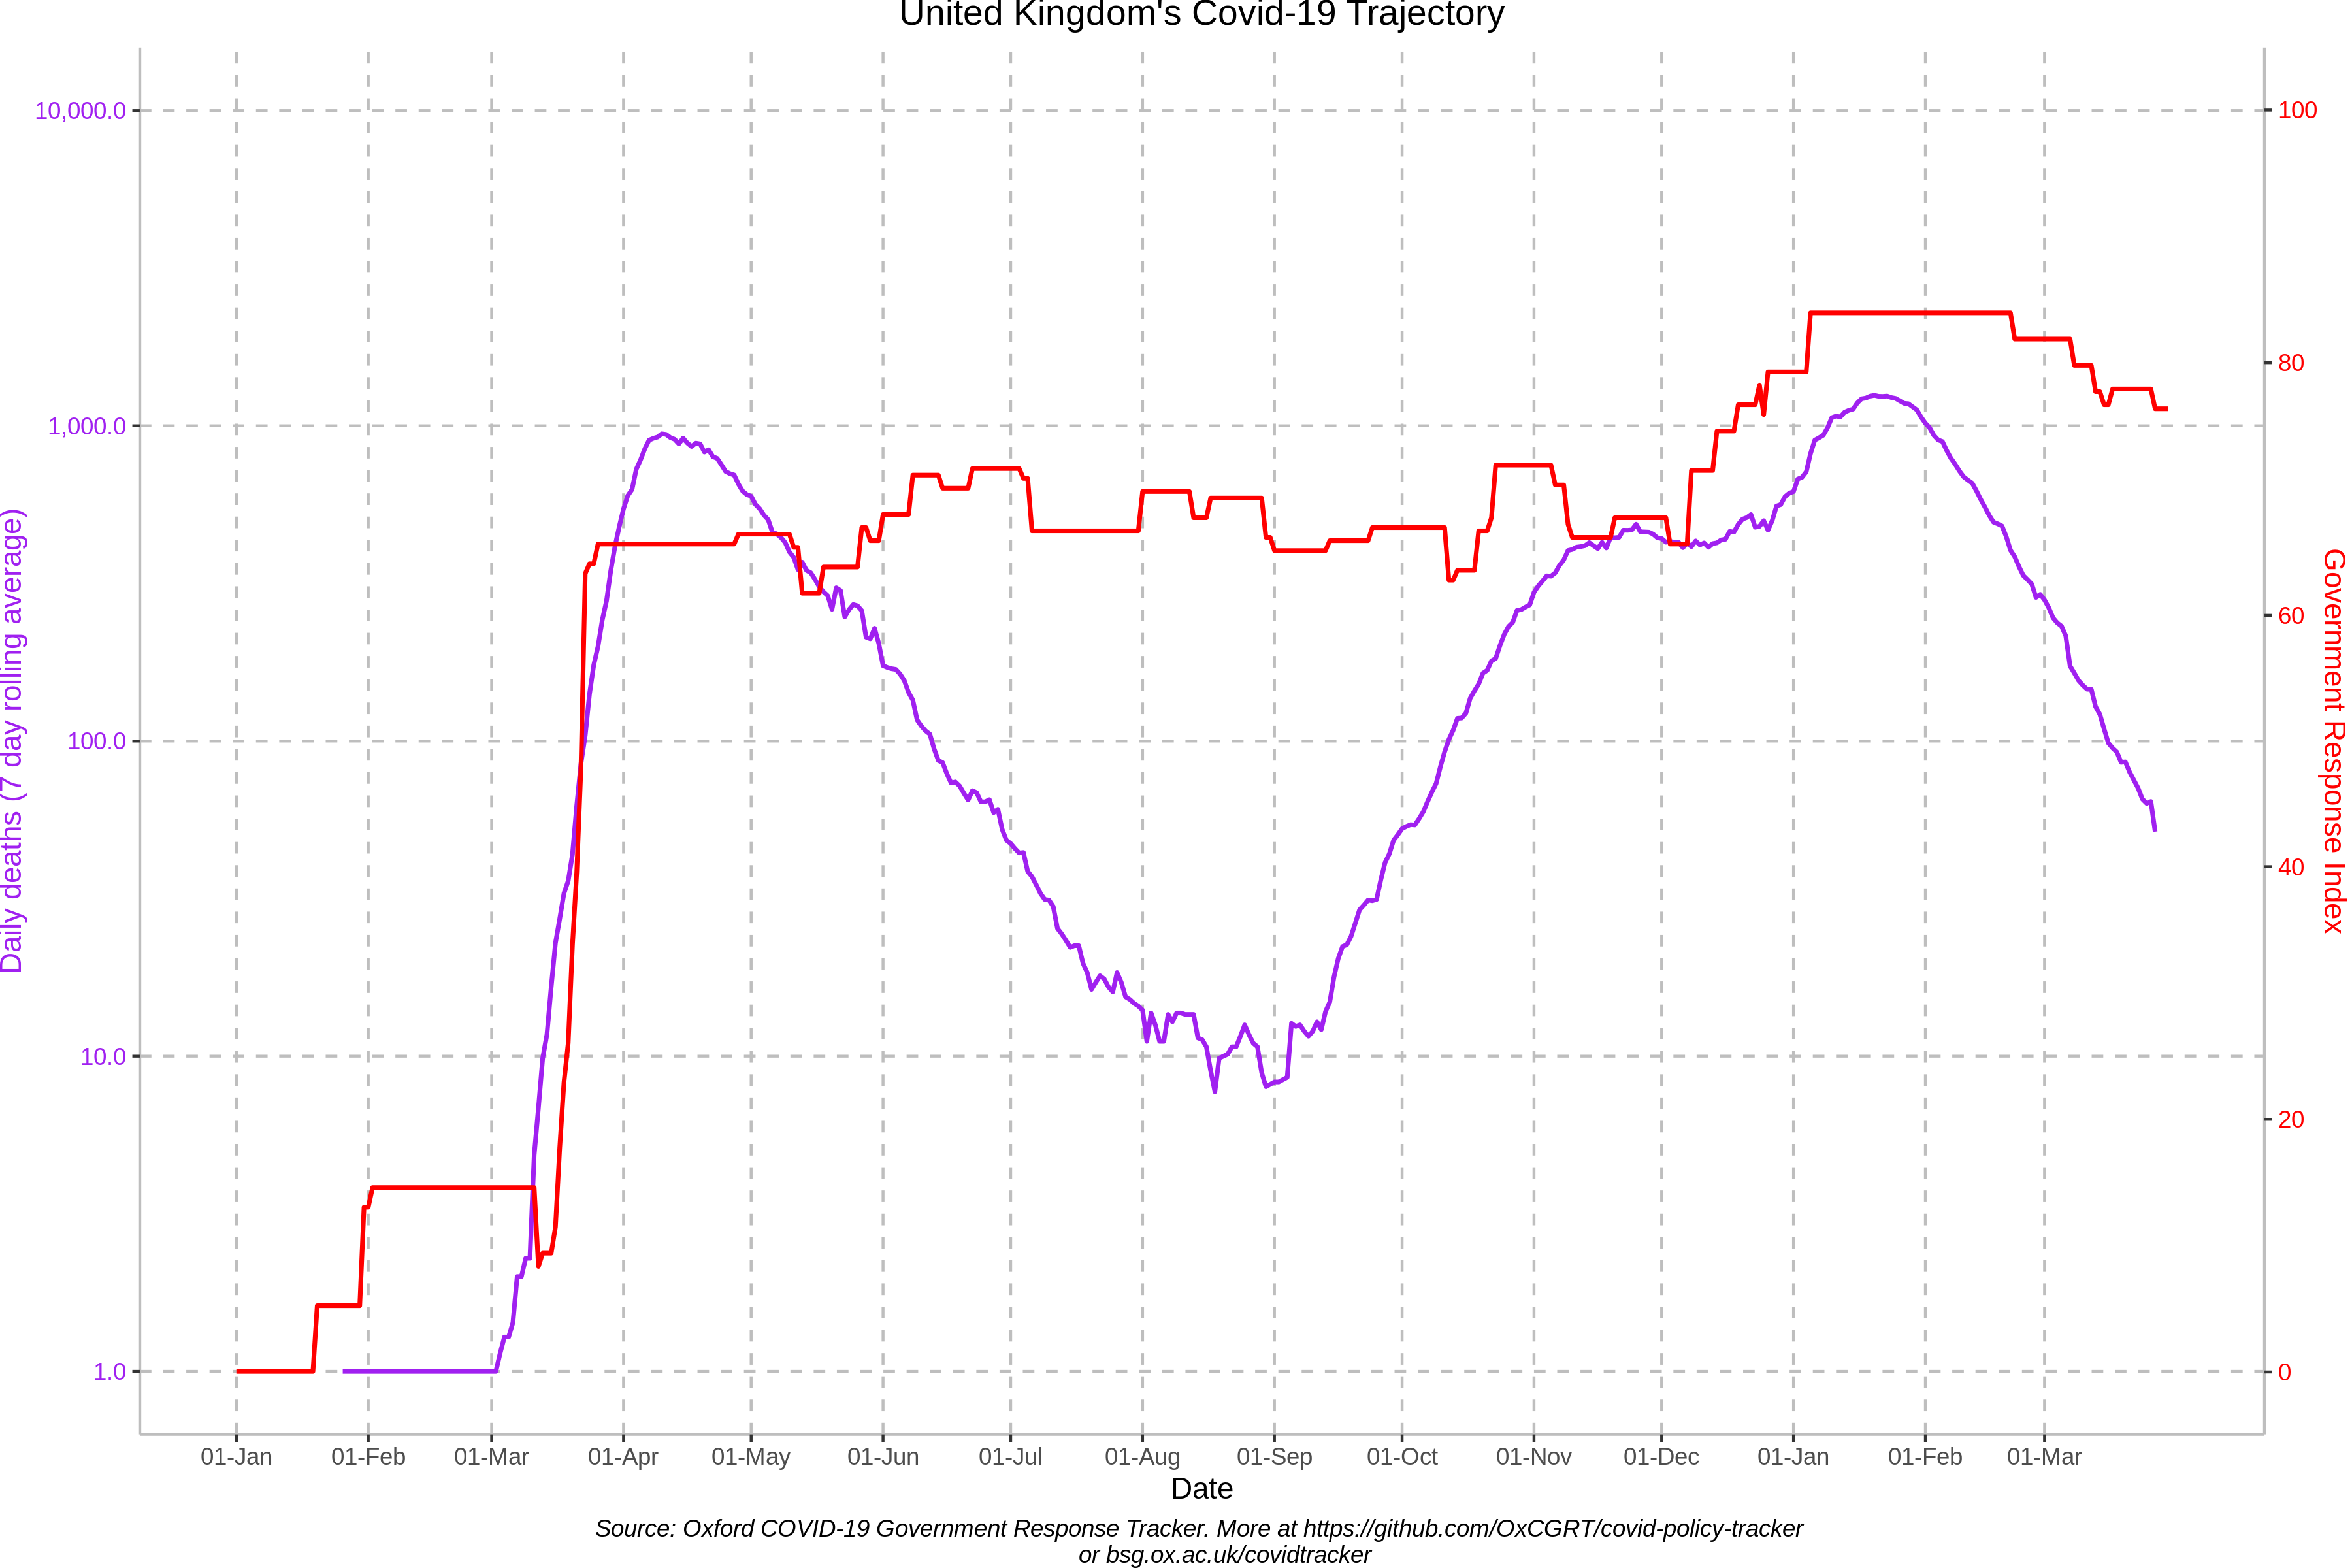 United Kingdom's Covid-19 Trajectory
10,000.0
1,000.0
100.0
10.0
1.0
Daily deaths (7 day rolling average)
100
80
60
40
20
0
Government Response Index
01-Jan 01-Feb 01-Mar 01-Apr 01-May 01-Jun 01-Jul 01-Aug 01-Sep 01-Oct 01-Nov 01-Dec 01-Jan 01-Feb 01-Mar
Date
Source: Oxford COVID-19 Government Response Tracker. More at https://github.com/OxCGRT/covid-policy-tracker
or bsg.ox.ac.uk/covidtracker